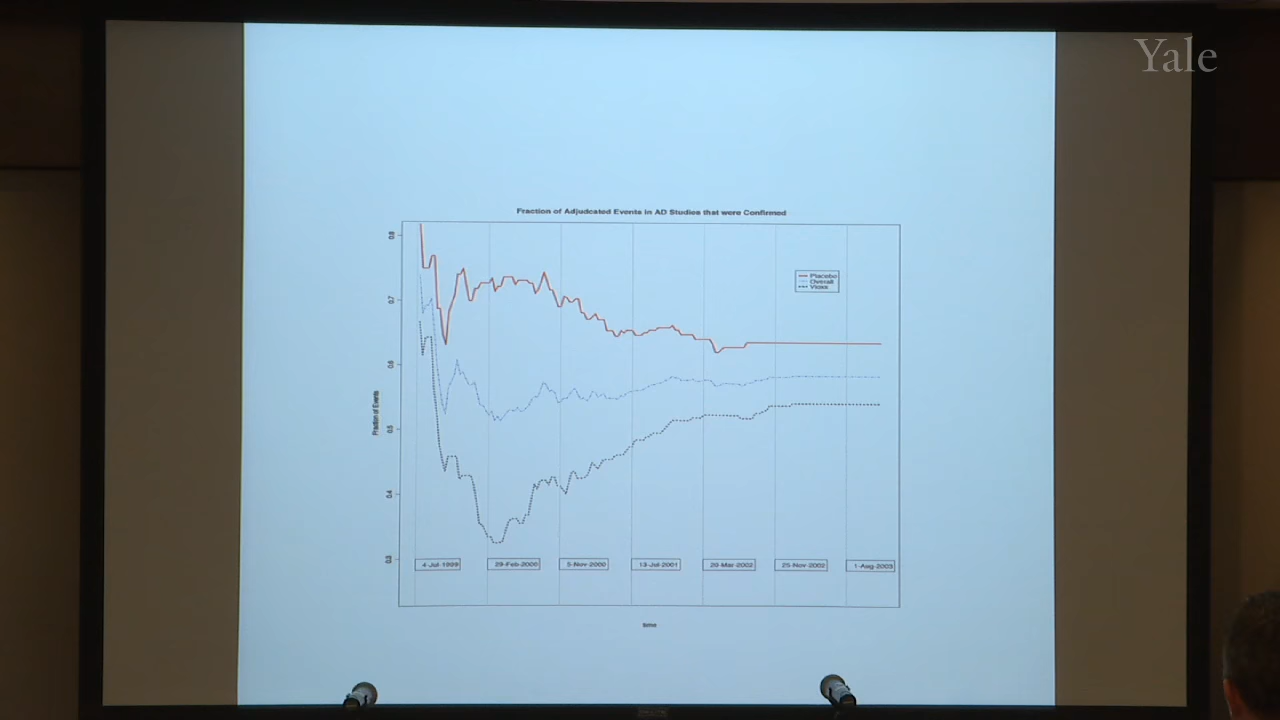 Yale
Fraction of Adjudcated Events in AD Studies that were Confirmed
0.8
0.7
0.6
0.5
0.4
0.3
Fraction of Events
Placebo
Overall
Vioxx
4-Jul-1999
29-Feb-2000
5-Nov-2000
13-Jul-2001
20-Mar-2002
25-Nov-2002
1-Aug-2003
time